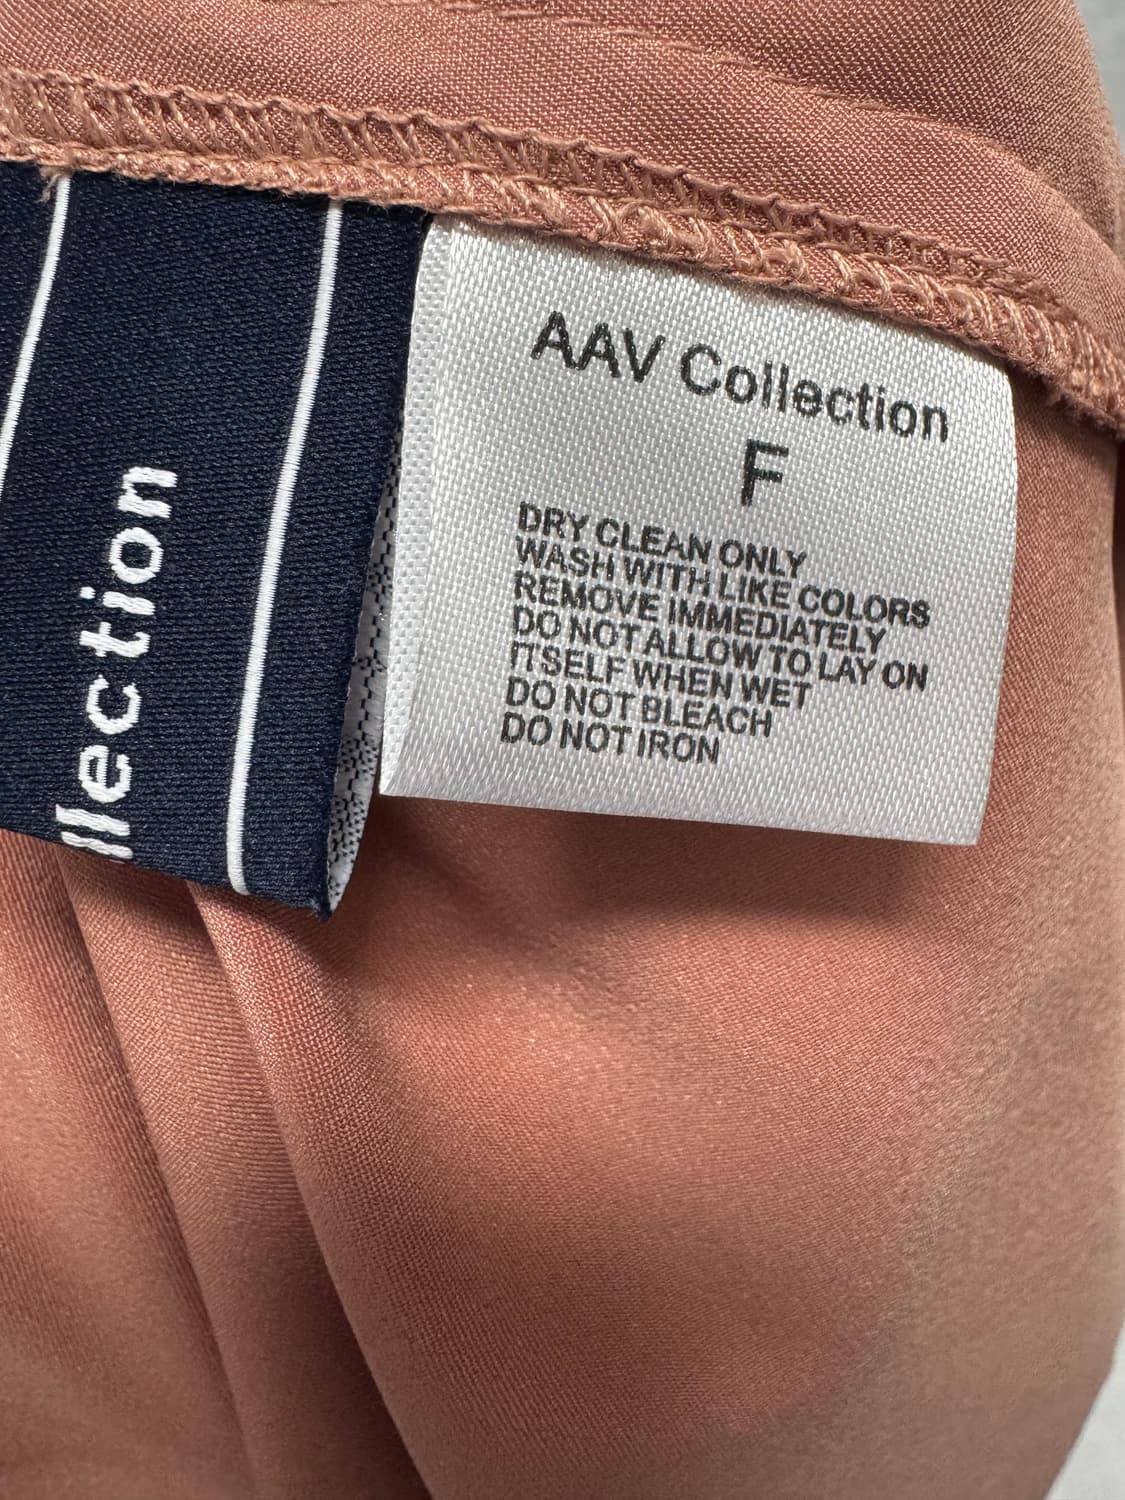 llection
AAV Collection
F
DRY CLEAN ONLY
WASH WITH LIKE COLORS
REMOVE IMMEDIATELY
DO NOT ALLOW TO LAY ON
ITSELF WHEN WET
DO NOT BLEACH
DO NOT IRON